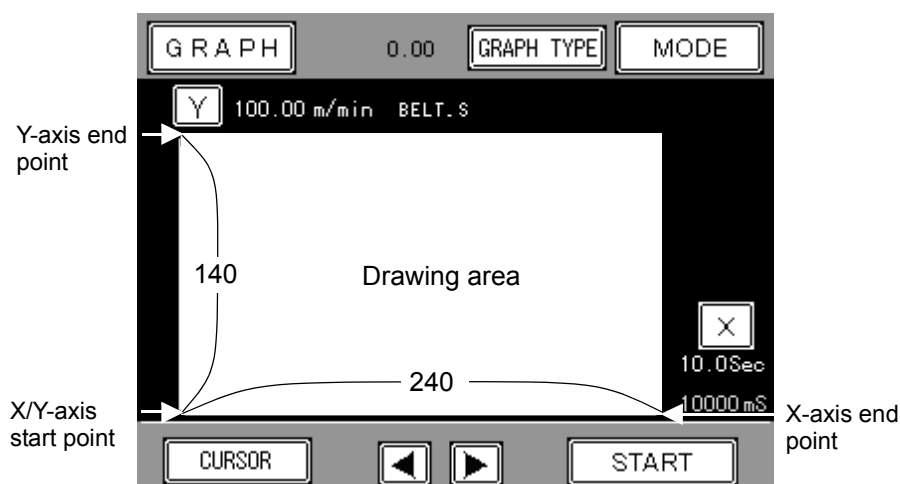 GRAPH 0.00 GRAPH TYPE MODE
Y 100.00 m/min BELT.S
Y-axis end
point
140 Drawing area
X
10.0Sec
240
10000 mS
X/Y-axis
start point
X-axis end
point
CURSOR START